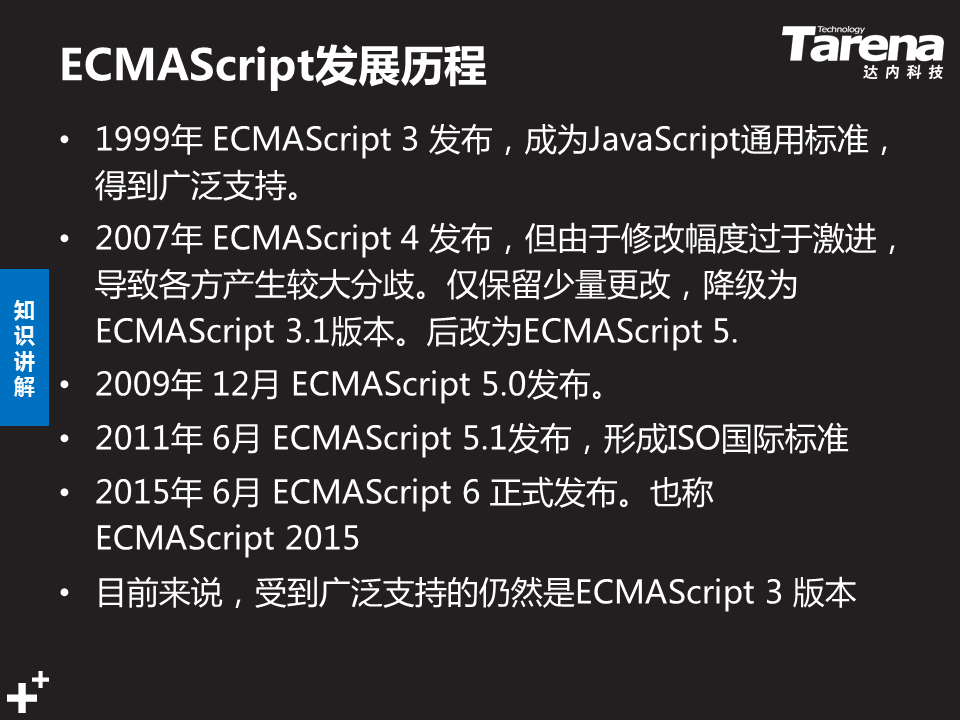 ECMAScript发展历程
Technology
Tarena
达内科技
• 1999年 ECMAScript 3 发布，成为JavaScript通用标准，
得到广泛支持。
• 2007年 ECMAScript 4 发布，但由于修改幅度过于激进，
导致各方产生较大分歧。仅保留少量更改，降级为
ECMAScript 3.1版本。后改为ECMAScript 5.
• 2009年 12月 ECMAScript 5.0发布。
• 2011年 6月 ECMAScript 5.1发布，形成ISO国际标准
• 2015年 6月 ECMAScript 6 正式发布。也称
ECMAScript 2015
• 目前来说，受到广泛支持的仍然是ECMAScript 3 版本
知
识
讲
解